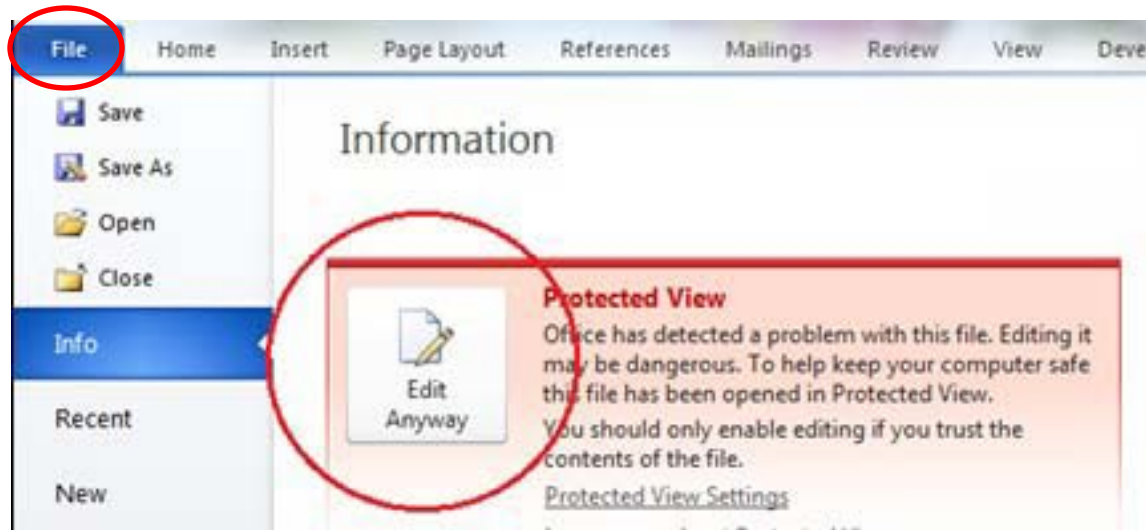 File Home Insert Page Layout References Mailings Review View Deve
Save
Save As
Open
Close
Info
Recent
New
Information
Edit
Anyway
Protected View
Office has detected a problem with this file. Editing it
may be dangerous. To help keep your computer safe
this file has been opened in Protected View.
You should only enable editing if you trust the
contents of the file.
Protected View Settings